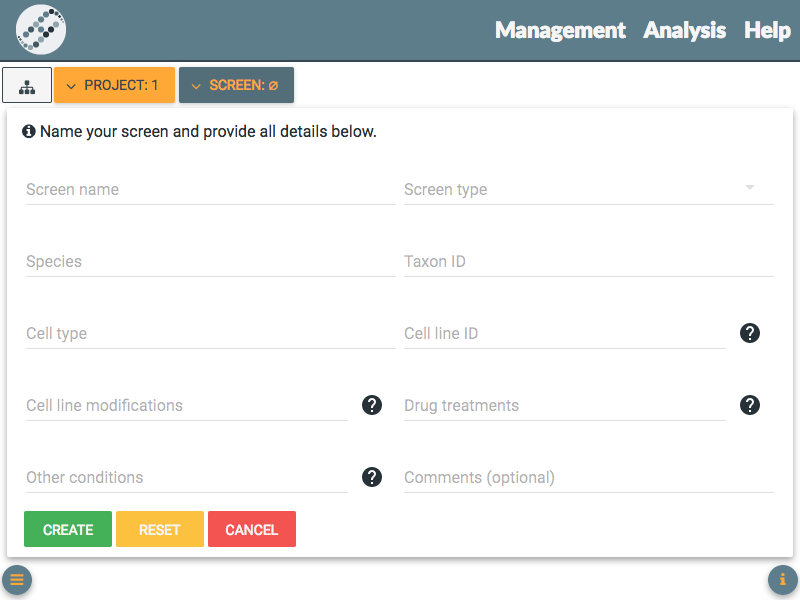 Management Analysis Help
PROJECT: 1 SCREEN: ∅
Name your screen and provide all details below.
Screen name Screen type
Species Taxon ID
Cell type Cell line ID ?
Cell line modifications ? Drug treatments ?
Other conditions ? Comments (optional)
CREATE RESET CANCEL